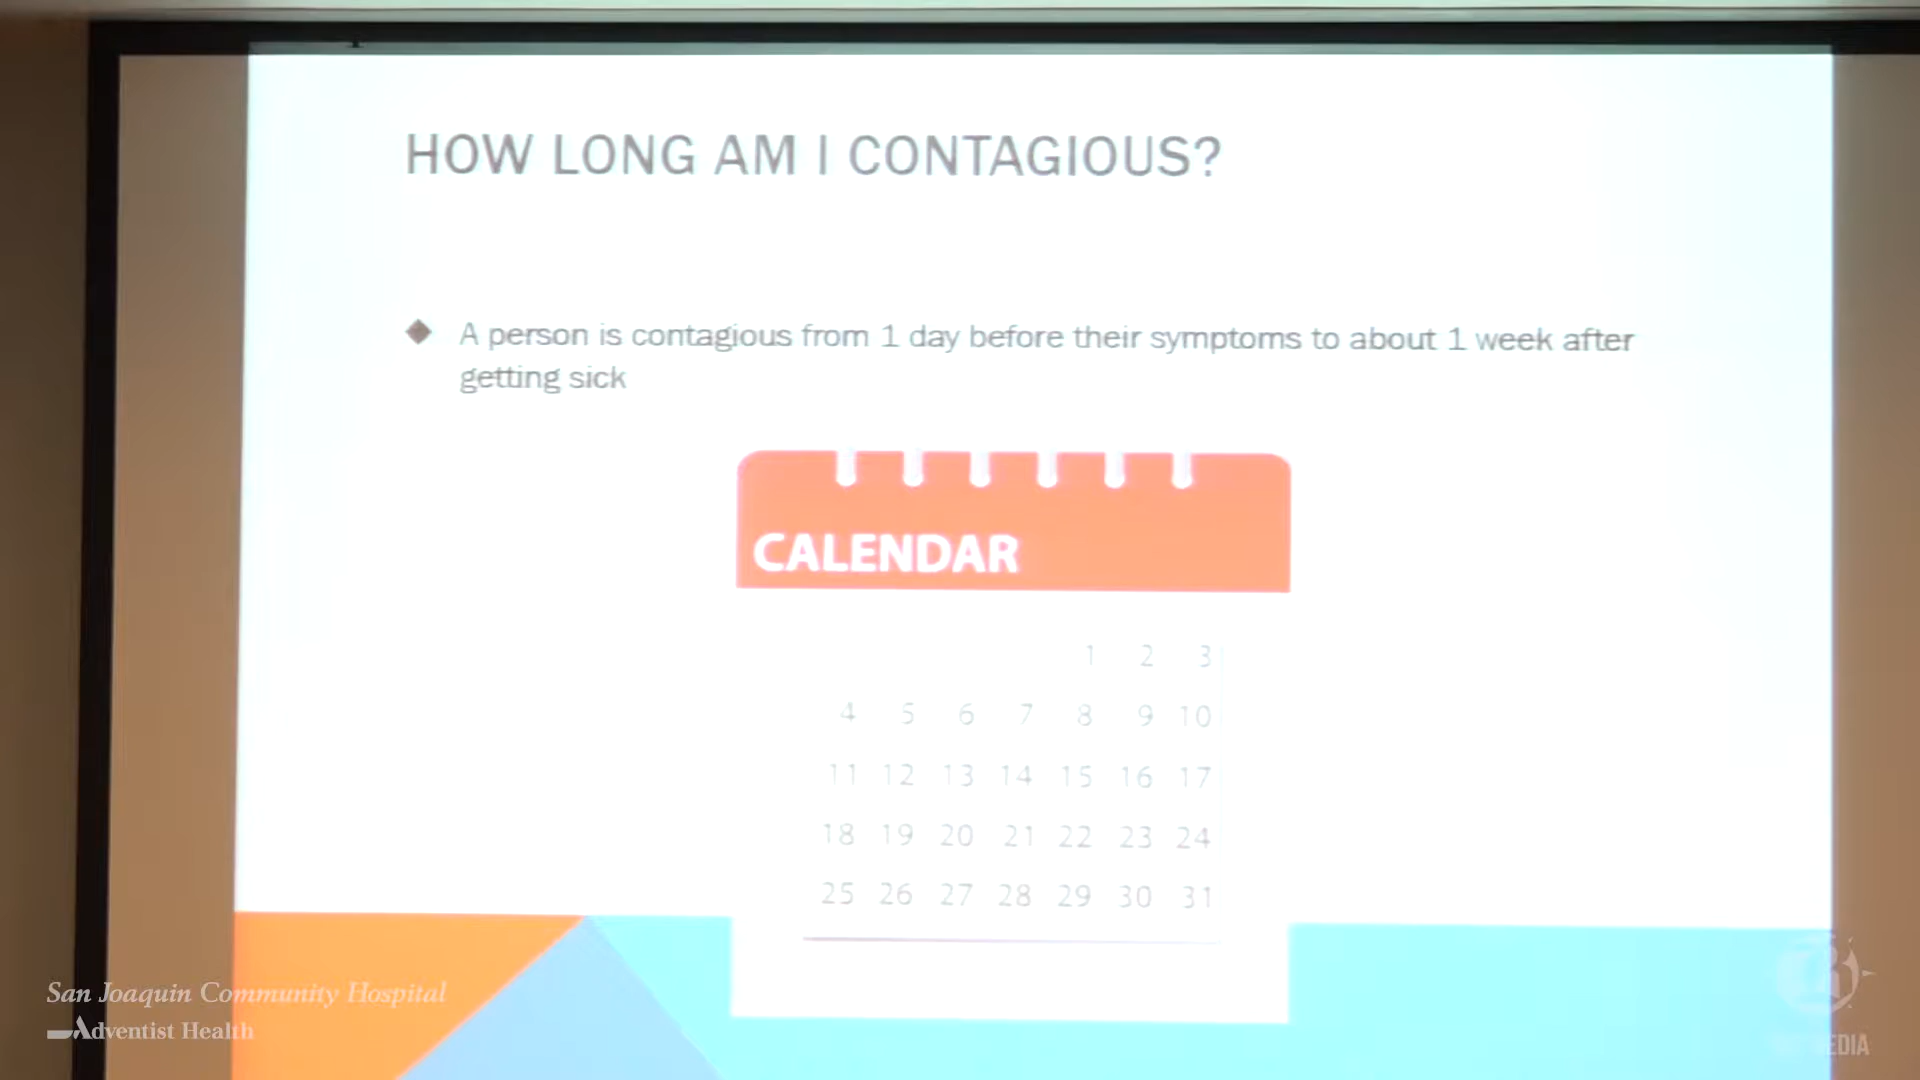 HOW LONG AM I CONTAGIOUS?
A person is contagious from 1 day before their symptoms to about 1 week after
getting sick
CALENDAR
1 2 3
4 5 6 7 8 9 10
11 12 13 14 15 16 17
18 19 20 21 22 23 24
25 26 27 28 29 30 31
San Joaquin Community Hospital
Adventist Health